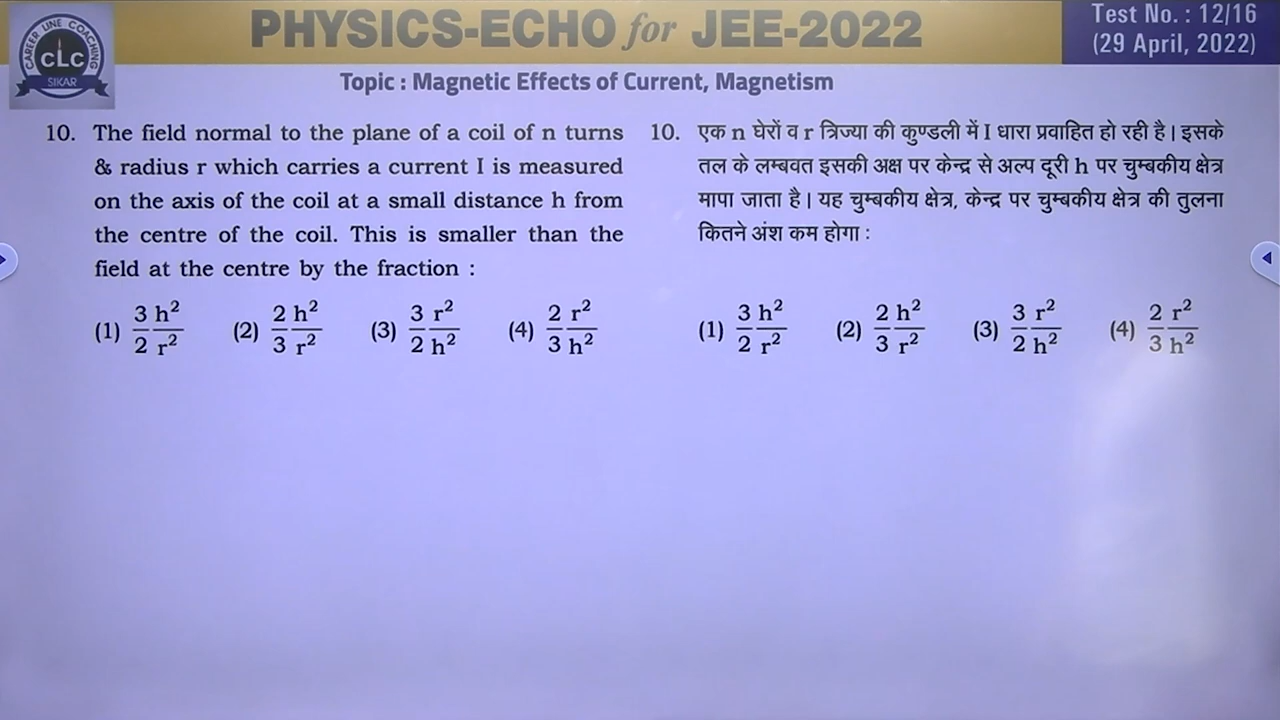 CAREER LINE COACHING
CLC
SIKAR
PHYSICS-ECHO for JEE-2022
Test No. : 12/16
(29 April, 2022)
Topic : Magnetic Effects of Current, Magnetism
10. The field normal to the plane of a coil of n turns
& radius r which carries a current I is measured
on the axis of the coil at a small distance h from
the centre of the coil. This is smaller than the
field at the centre by the fraction :
(1) 3/2 h²/r² (2) 2/3 h²/r² (3) 3/2 r²/h² (4) 2/3 r²/h²
10. एक n घेरों व r त्रिज्या की कुण्डली में I धारा प्रवाहित हो रही है। इसके
तल के लम्बवत इसकी अक्ष पर केन्द्र से अल्प दूरी h पर चुम्बकीय क्षेत्र
मापा जाता है। यह चुम्बकीय क्षेत्र, केन्द्र पर चुम्बकीय क्षेत्र की तुलना
कितने अंश कम होगा :
(1) 3/2 h²/r² (2) 2/3 h²/r² (3) 3/2 r²/h² (4) 2/3 r²/h²